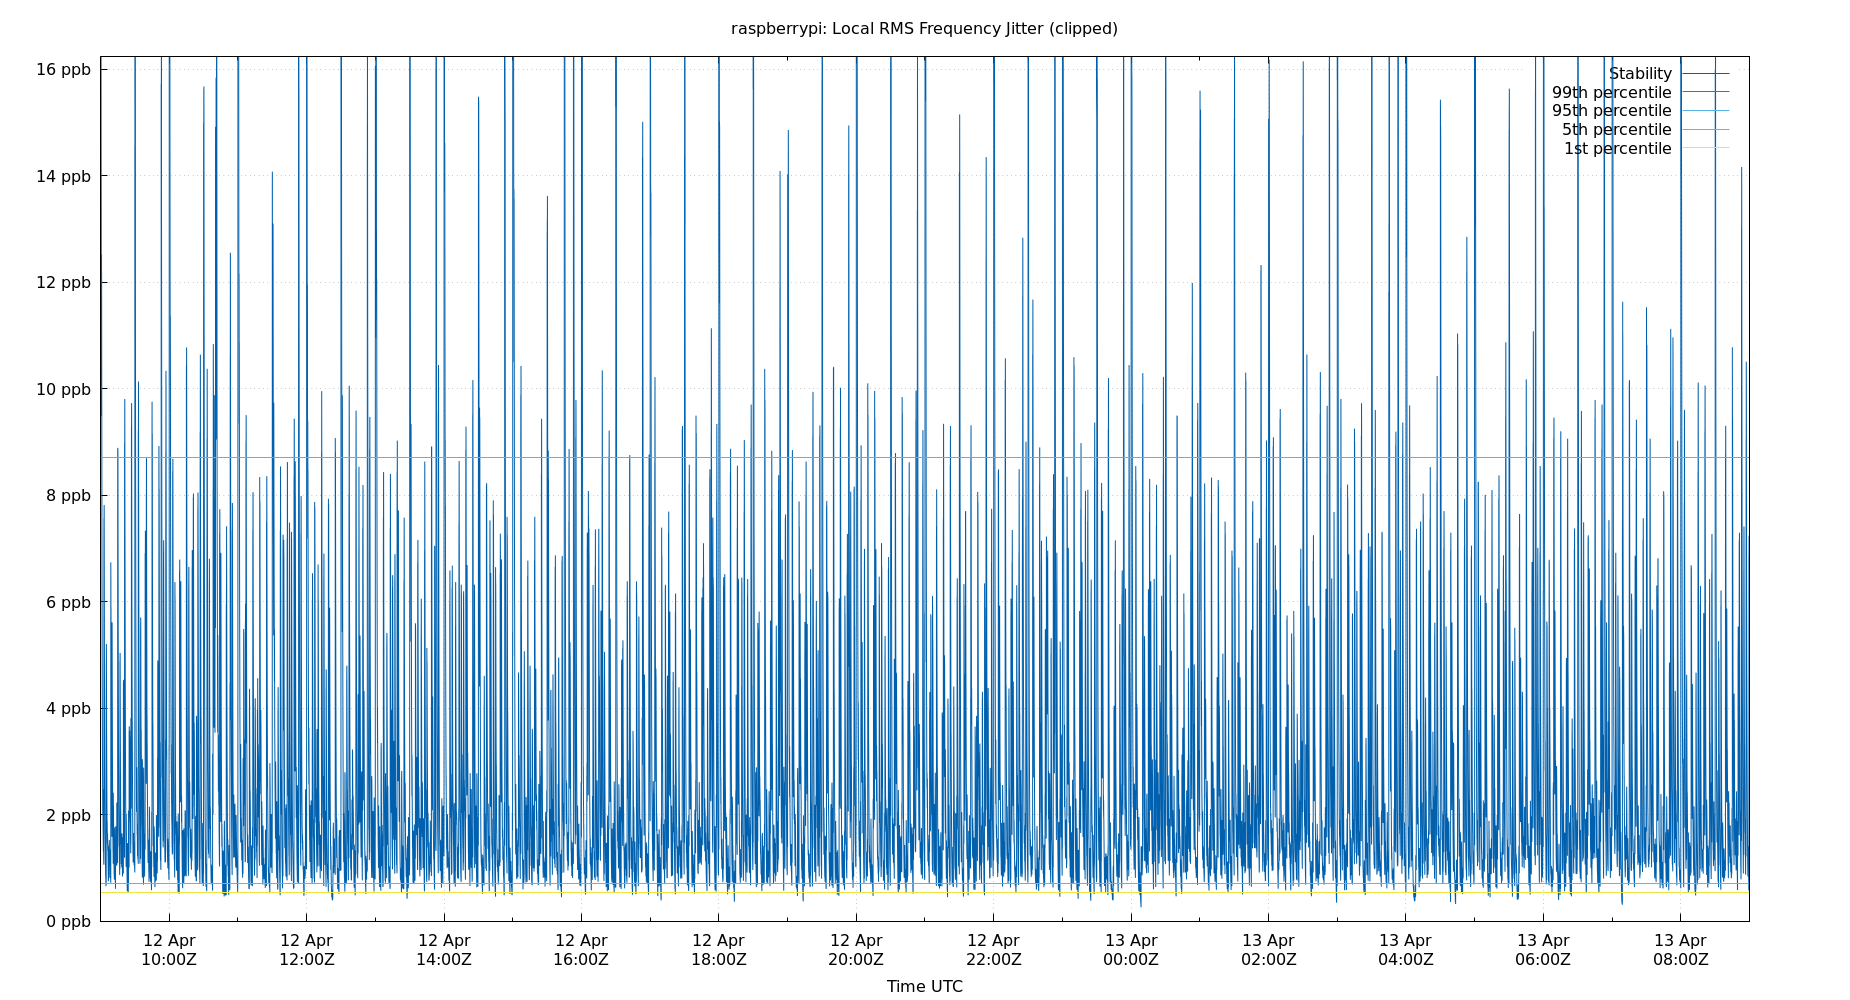 raspberrypi: Local RMS Frequency Jitter (clipped)
16 ppb
14 ppb
12 ppb
10 ppb
8 ppb
6 ppb
4 ppb
2 ppb
0 ppb
Stability
99th percentile
95th percentile
5th percentile
1st percentile
12 Apr 12 Apr 12 Apr 12 Apr 12 Apr 12 Apr 12 Apr 13 Apr 13 Apr 13 Apr 13 Apr 13 Apr
10:00Z 12:00Z 14:00Z 16:00Z 18:00Z 20:00Z 22:00Z 00:00Z 02:00Z 04:00Z 06:00Z 08:00Z
Time UTC